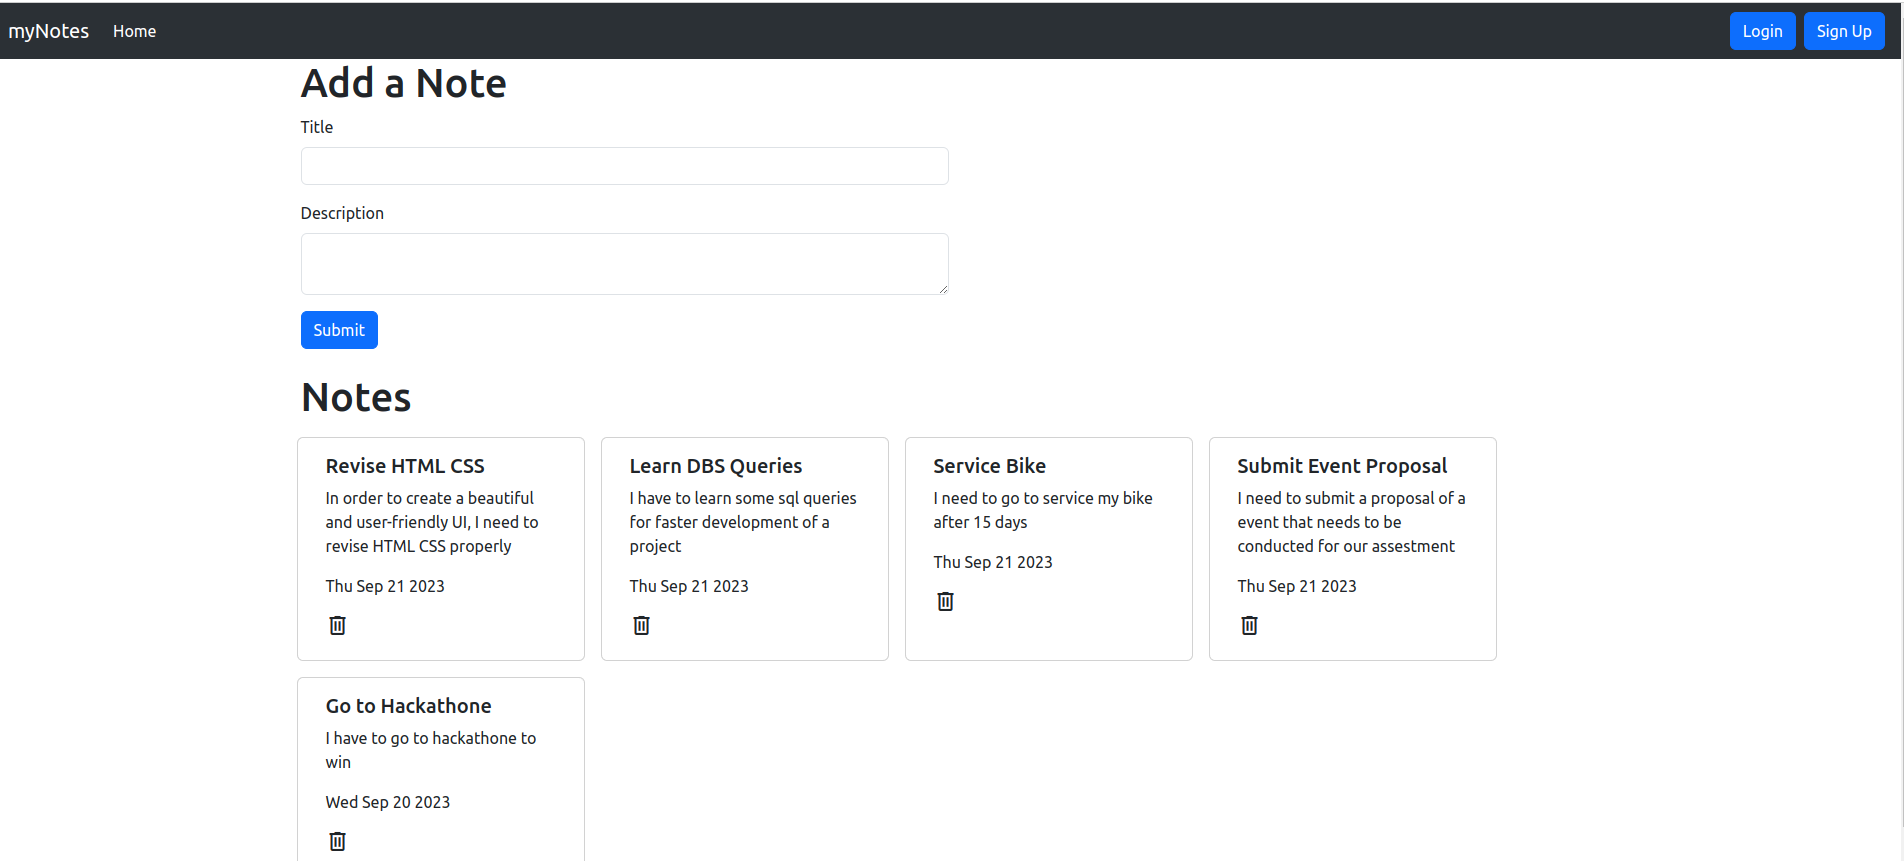 myNotes Home Login Sign Up
Add a Note
Title
Description
Submit
Notes
Revise HTML CSS
In order to create a beautiful
and user-friendly UI, I need to
revise HTML CSS properly
Thu Sep 21 2023
Learn DBS Queries
I have to learn some sql queries
for faster development of a
project
Thu Sep 21 2023
Service Bike
I need to go to service my bike
after 15 days
Thu Sep 21 2023
Submit Event Proposal
I need to submit a proposal of a
event that needs to be
conducted for our assestment
Thu Sep 21 2023
Go to Hackathone
I have to go to hackathone to
win
Wed Sep 20 2023